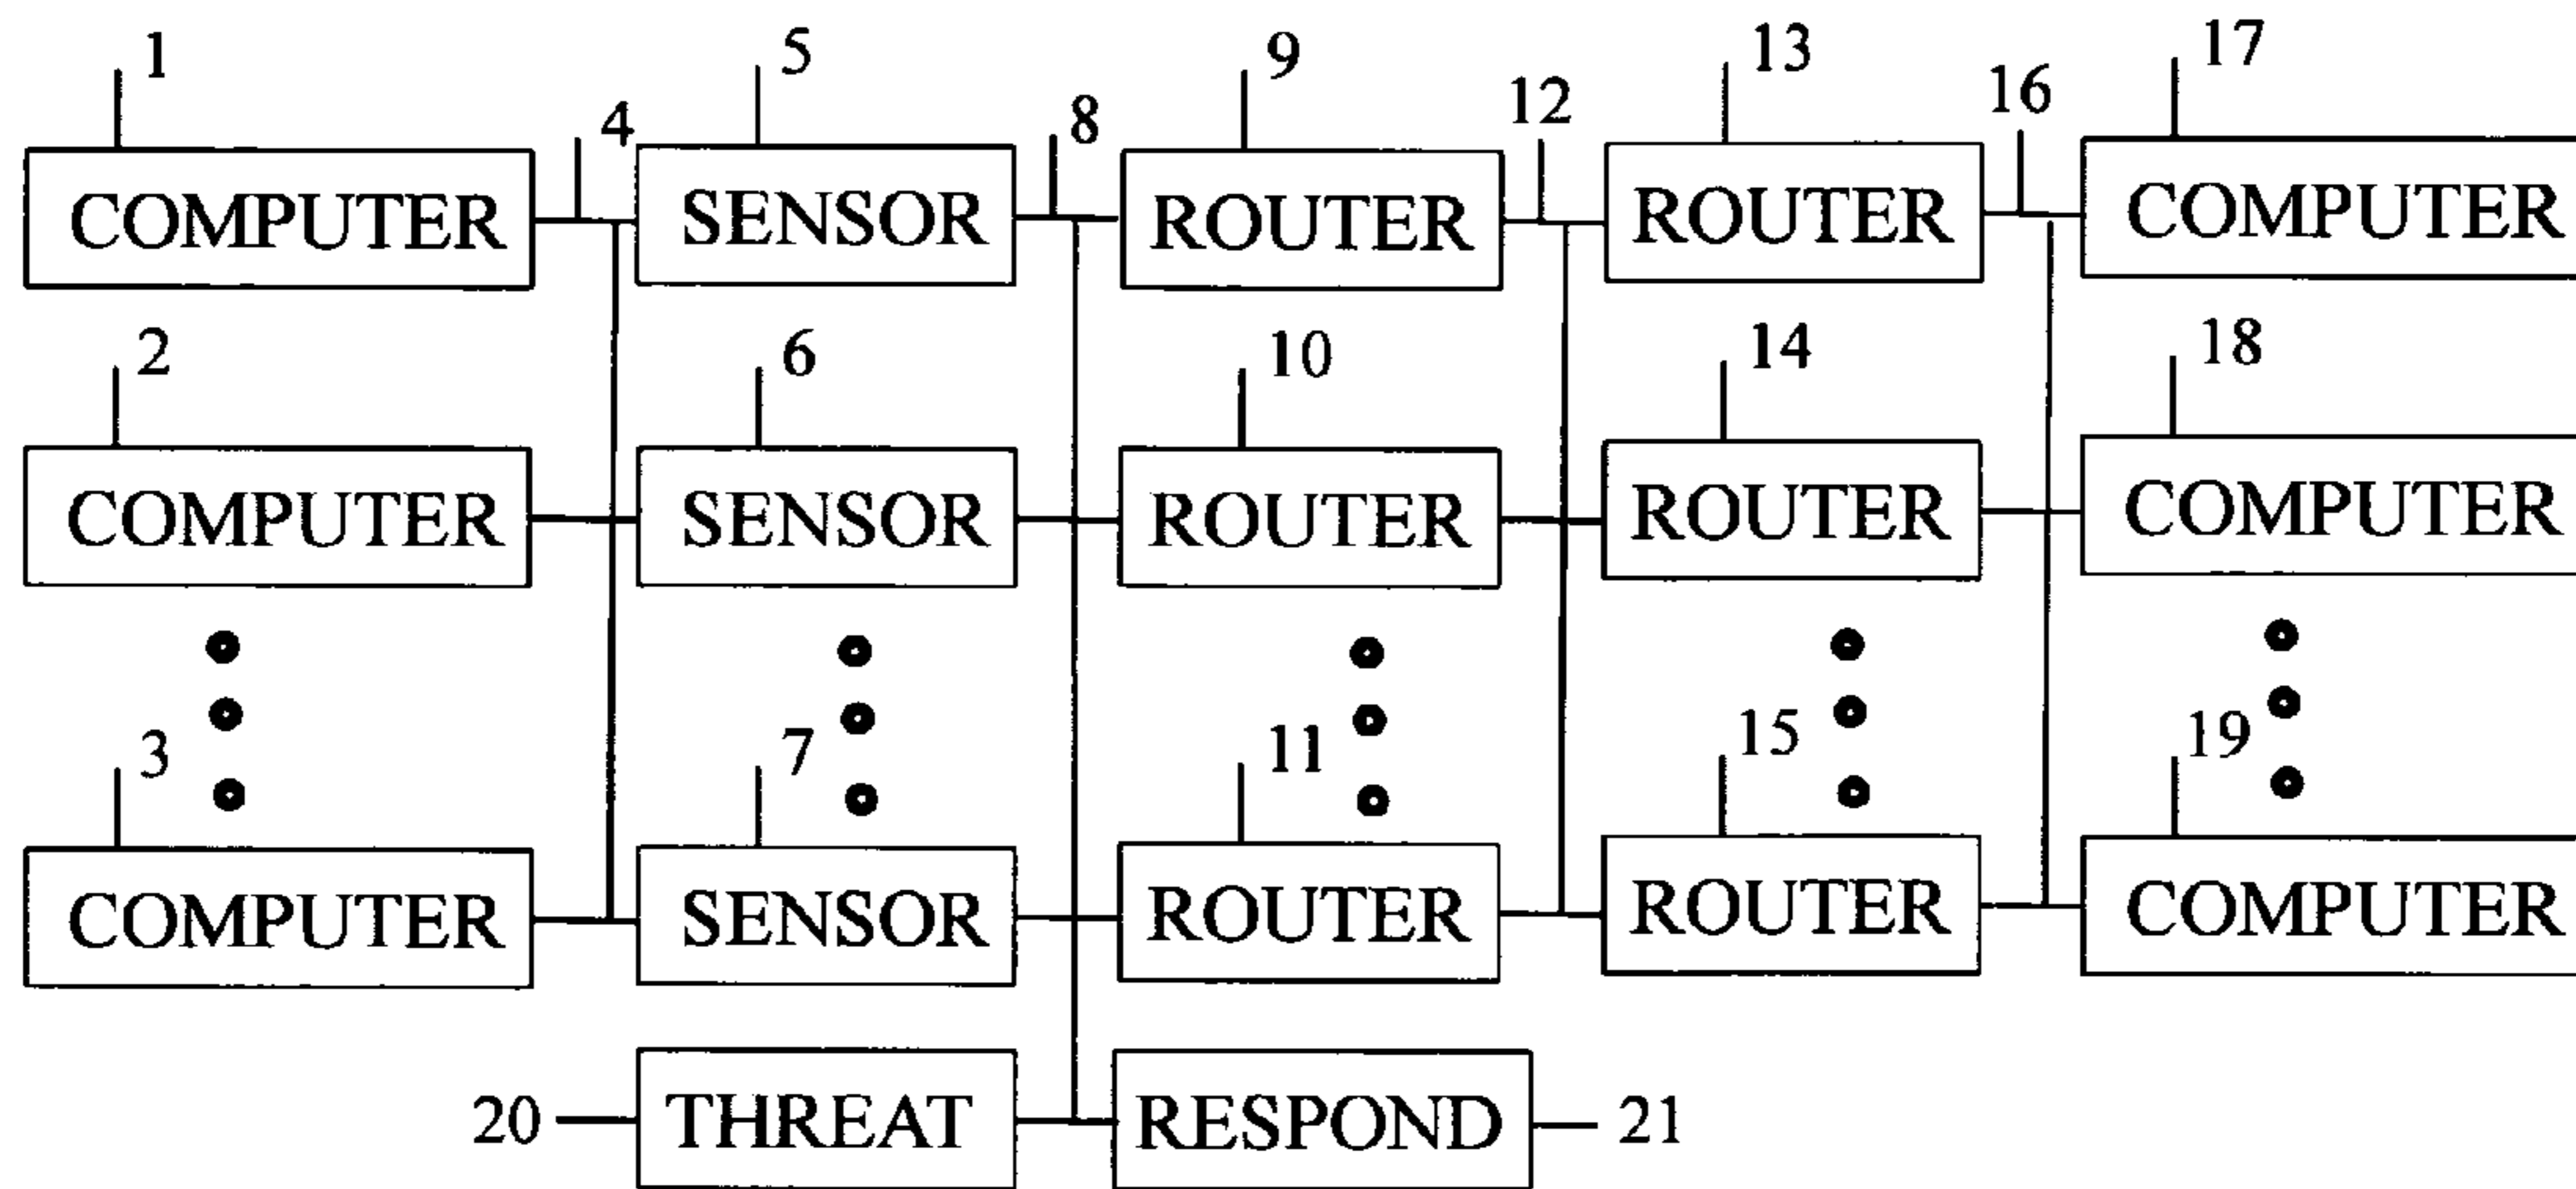 1 5 9 13 17
4 8 12 16
COMPUTER SENSOR ROUTER ROUTER COMPUTER
2 6 10 14 18
COMPUTER SENSOR ROUTER ROUTER COMPUTER
3 7 11 15 19
COMPUTER SENSOR ROUTER ROUTER COMPUTER
20 THREAT RESPOND 21